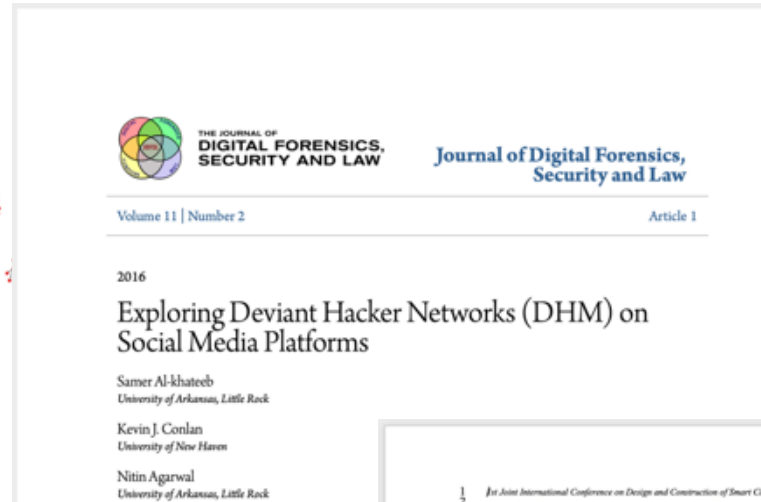 THE JOURNAL OF
DIGITAL FORENSICS,
SECURITY AND LAW
Journal of Digital Forensics,
Security and Law
Volume 11 | Number 2
Article 1
2016
Exploring Deviant Hacker Networks (DHM) on
Social Media Platforms
Samer Al-khateeb
University of Arkansas, Little Rock
Kevin J. Conlan
University of New Haven
Nitin Agarwal
University of Arkansas, Little Rock
1
1st Joint International Conference on Design and Construction of Smart